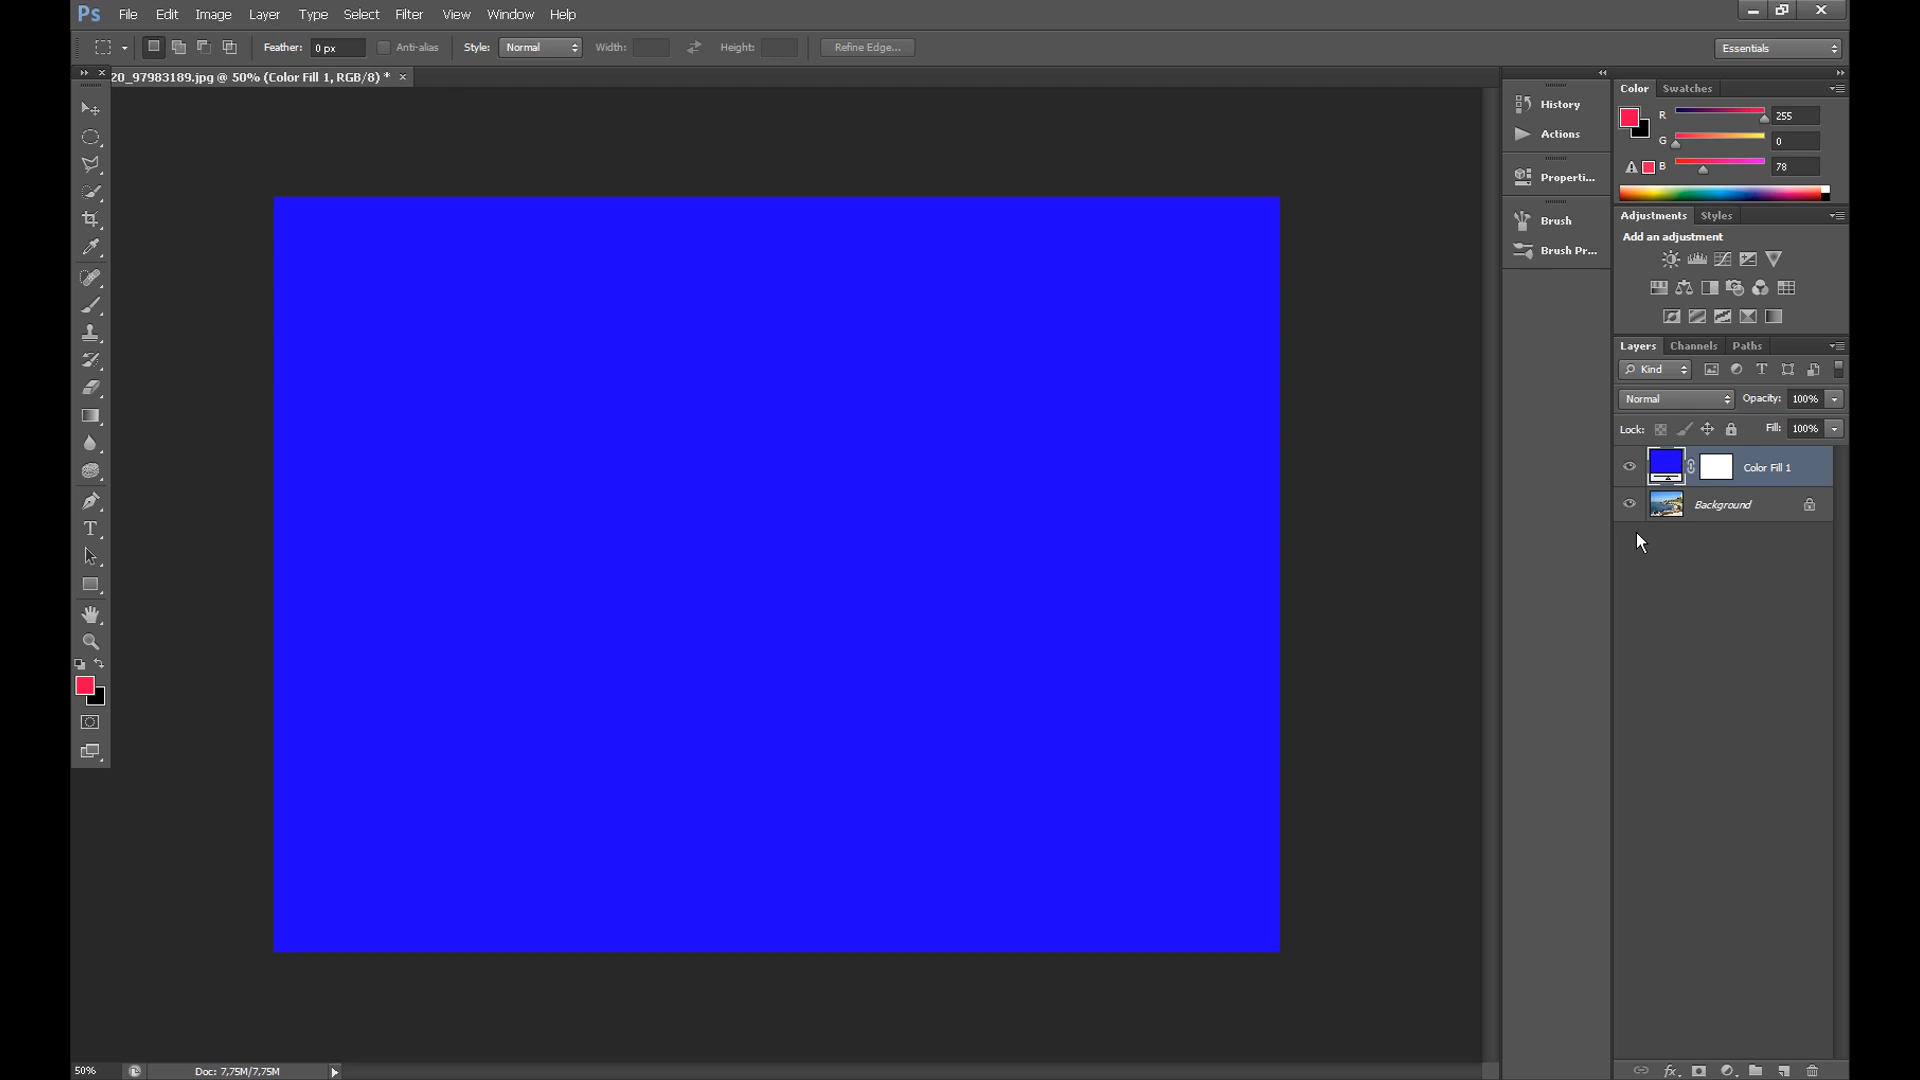 Ps File Edit Image Layer Type Select Filter View Window Help
Feather: 0 px Anti-alias Style: Normal Width: Height: Refine Edge... Essentials
20_97983189.jpg @ 50% (Color Fill 1, RGB/8) * ×
History
Actions
Properti...
Brush
Brush Pr...
Color Swatches
R 255
G 0
B 78
Adjustments Styles
Add an adjustment
Layers Channels Paths
Kind
Normal Opacity: 100%
Lock: Fill: 100%
Color Fill 1
Background
T
50% Doc: 7,75M/7,75M
fx